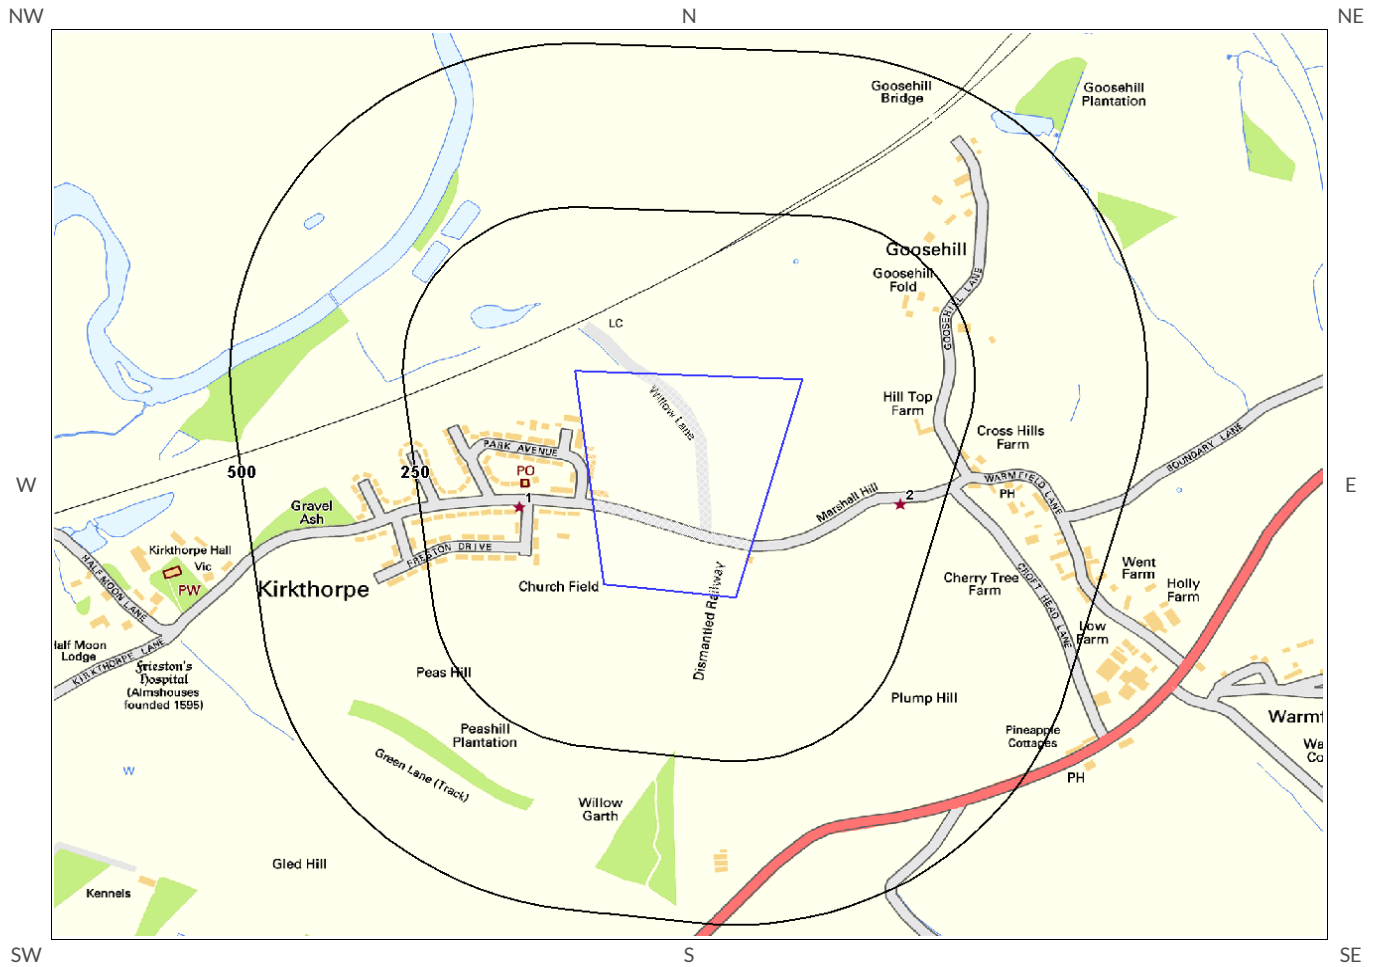 NW
N
NE
Goosehill
Bridge
Goosehill
Plantation
Goosehill
Goosehill
Fold
GOOSEHILL LANE
LC
Willow Lane
Hill Top
Farm
Cross Hills
Farm
BOUNDARY LANE
PARK AVENUE
PO
500
250
W
E
WARMFIELD LANE
PH
1
2
Marshall Hill
Gravel
Ash
Kirkthorpe Hall
Vic
PW
HALF MOON LANE
FRESTON DRIVE
Kirkthorpe
Church Field
Dismantled Railway
Cherry Tree
Farm
CROFT HEAD LANE
Went
Farm
Holly
Farm
Low
Farm
Half Moon
Lodge
KIRKTHORPE LANE
Frieston's
Hospital
(Almshouses
founded 1595)
Peas Hill
Plump Hill
Peashill
Plantation
Green Lane (Track)
Pineapple
Cottages
PH
Warmf
Wa
Co
W
Willow
Garth
Gled Hill
Kennels
SW
S
SE